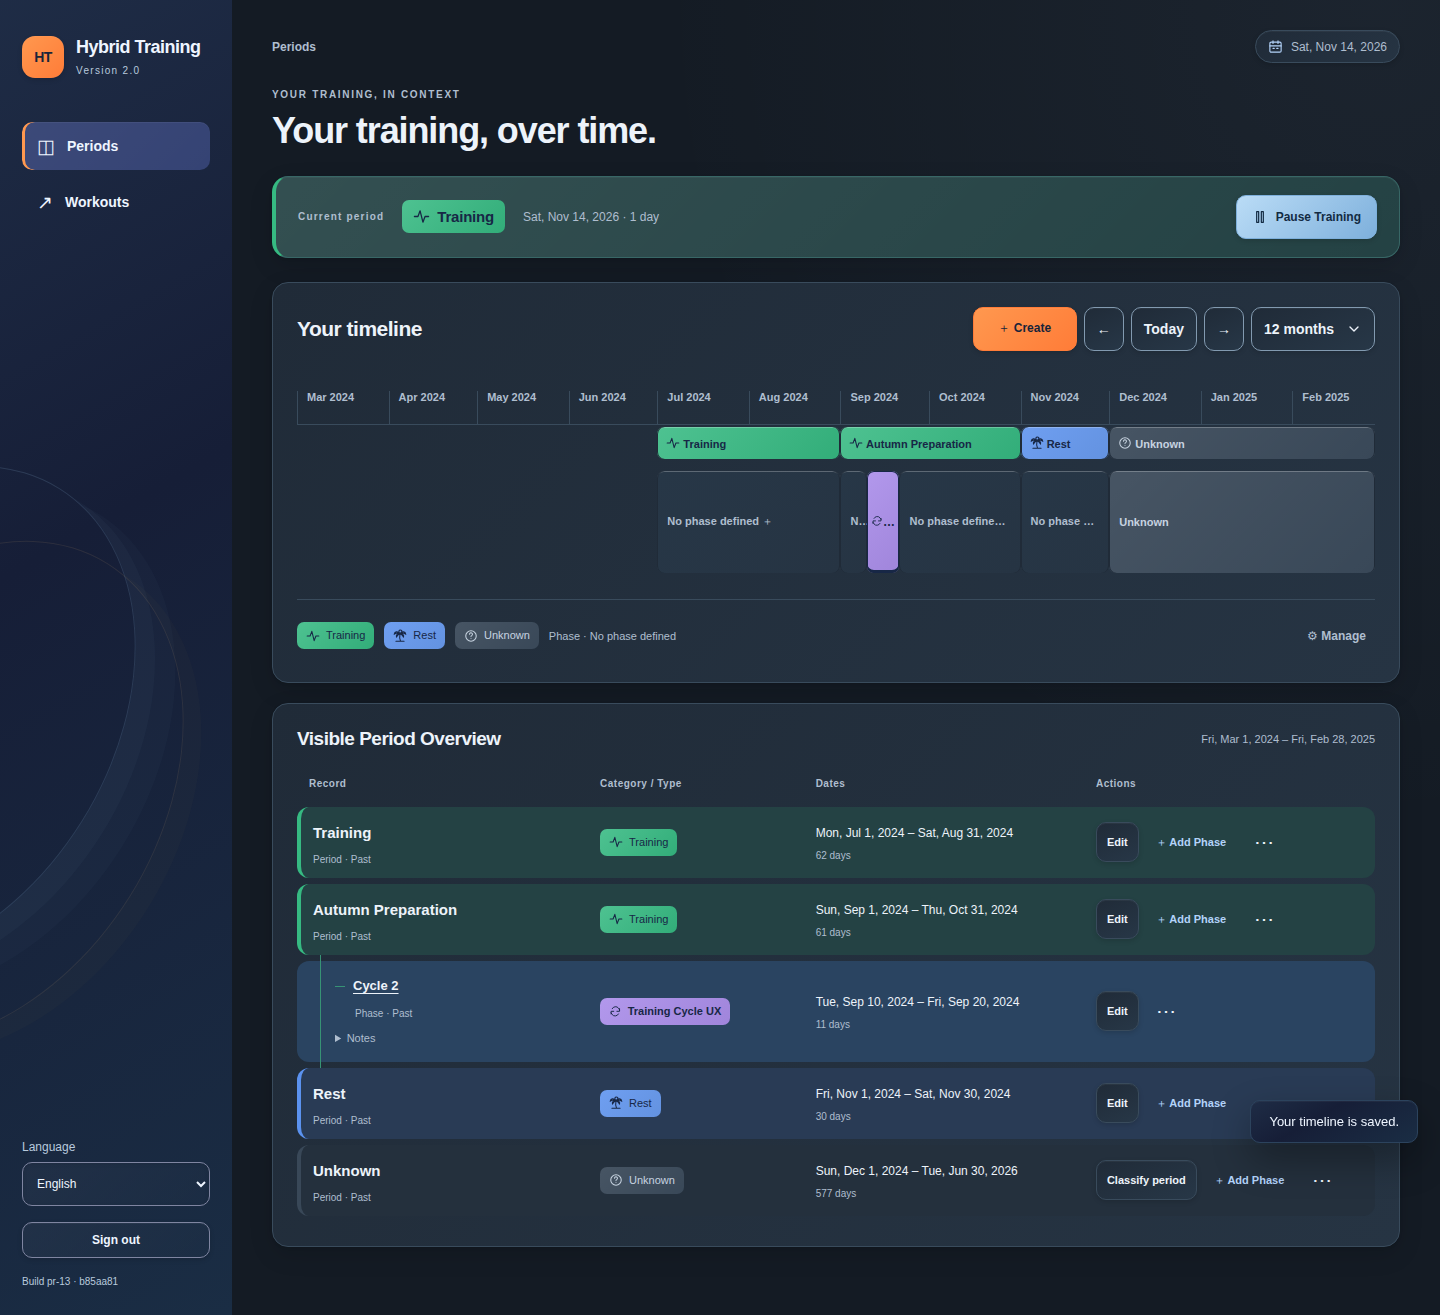 HT
Hybrid Training
Version 2.0
Periods
Workouts
Language
English
Sign out
Build pr-13 · b85aa81
Periods
Sat, Nov 14, 2026
YOUR TRAINING, IN CONTEXT
Your training, over time.
Current period
Training
Sat, Nov 14, 2026 · 1 day
Pause Training
Your timeline
+ Create
←
Today
→
12 months
Mar 2024
Apr 2024
May 2024
Jun 2024
Jul 2024
Aug 2024
Sep 2024
Oct 2024
Nov 2024
Dec 2024
Jan 2025
Feb 2025
Training
Autumn Preparation
Rest
Unknown
No phase defined +
N…
…
No phase define…
No phase …
Unknown
Training
Rest
Unknown
Phase · No phase defined
⚙ Manage
Visible Period Overview
Fri, Mar 1, 2024 – Fri, Feb 28, 2025
Record
Category / Type
Dates
Actions
Training
Period · Past
Training
Mon, Jul 1, 2024 – Sat, Aug 31, 2024
62 days
Edit
+ Add Phase
···
Autumn Preparation
Period · Past
Training
Sun, Sep 1, 2024 – Thu, Oct 31, 2024
61 days
Edit
+ Add Phase
···
Cycle 2
Phase · Past
Notes
Training Cycle UX
Tue, Sep 10, 2024 – Fri, Sep 20, 2024
11 days
Edit
···
Rest
Period · Past
Rest
Fri, Nov 1, 2024 – Sat, Nov 30, 2024
30 days
Edit
+ Add Phase
Your timeline is saved.
Unknown
Period · Past
Unknown
Sun, Dec 1, 2024 – Tue, Jun 30, 2026
577 days
Classify period
+ Add Phase
···